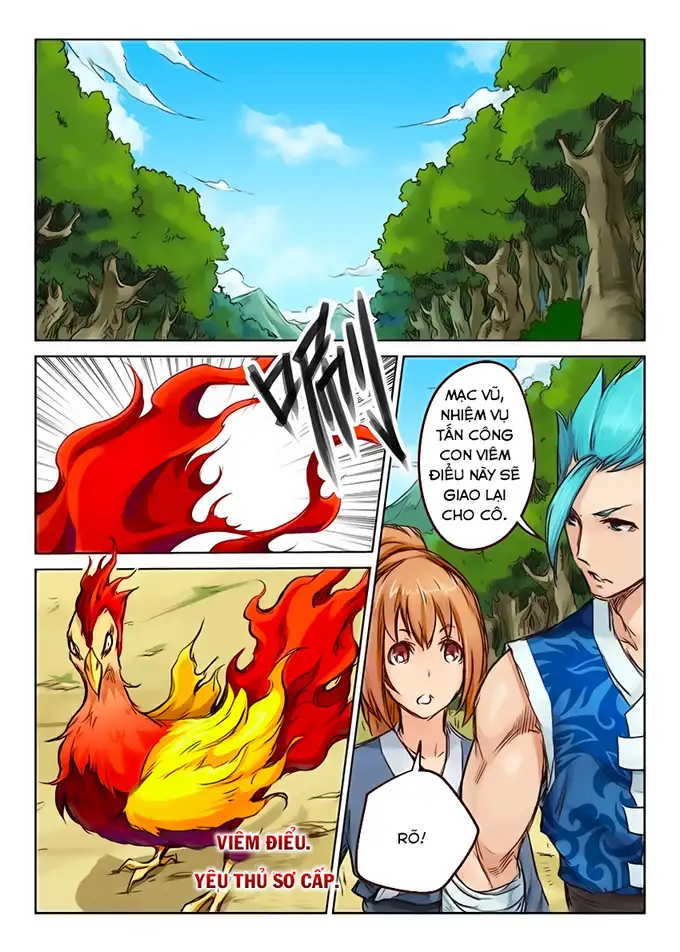 MẠC VŨ,
NHIỆM VỤ
TẤN CÔNG
CON VIÊM
ĐIỂU NÀY SẼ
GIAO LẠI
CHO CÔ.
RÕ!
VIÊM ĐIỂU.
YÊU THỦ SƠ CẤP.